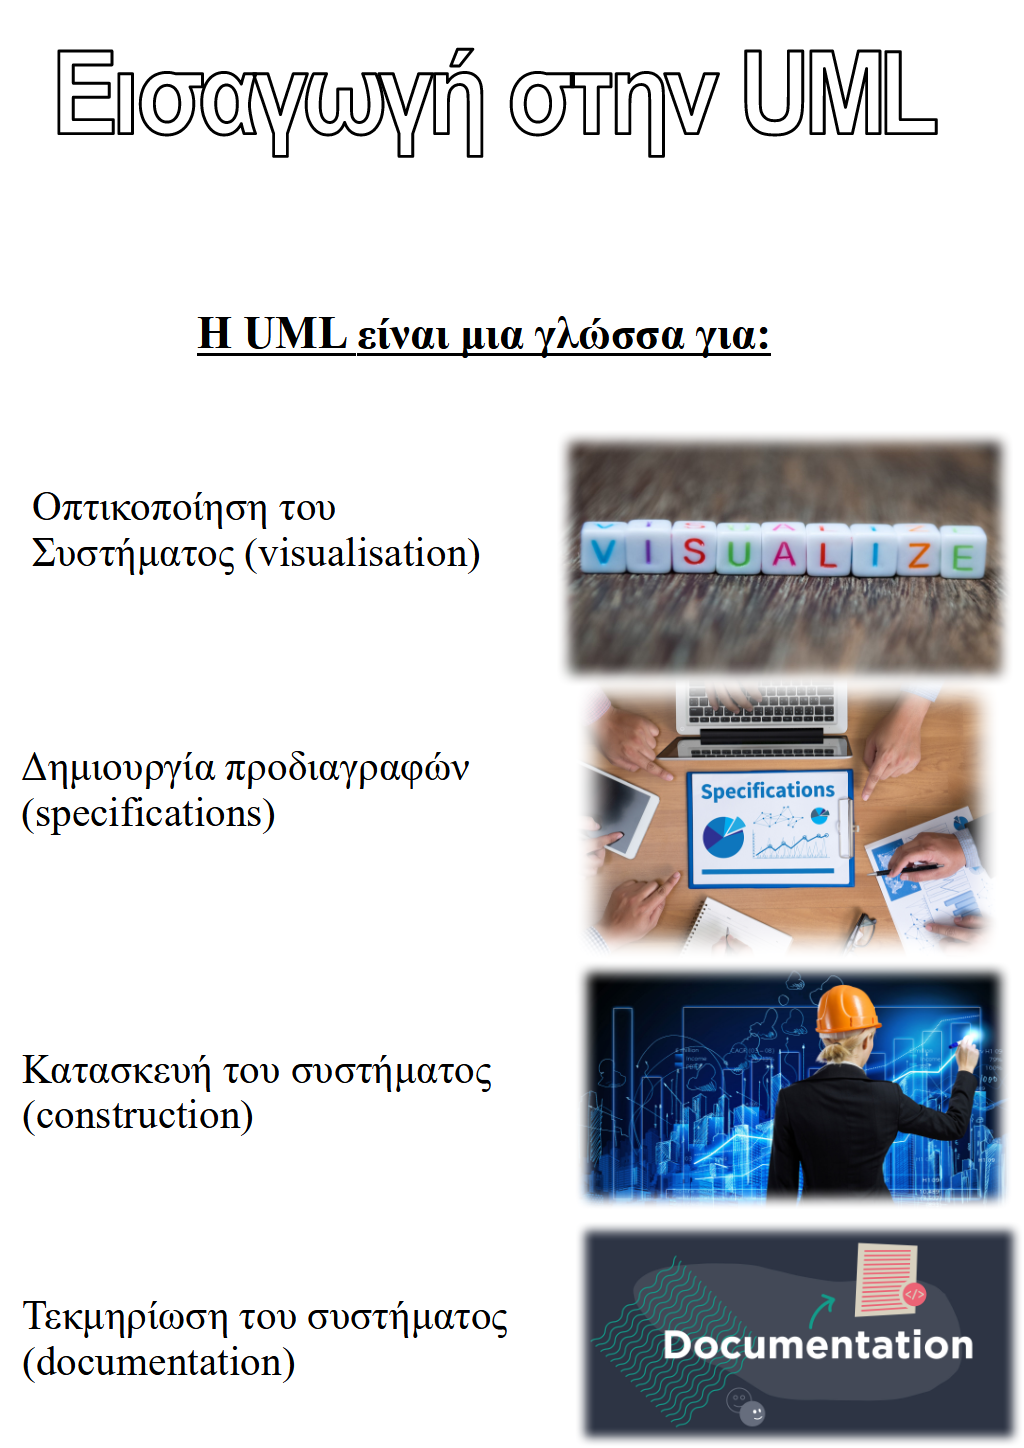 Εισαγωγή στην UML
Η UML είναι μια γλώσσα για:
Οπτικοποίηση του
Συστήματος (visualisation)
VISUALIZE
Δημιουργία προδιαγραφών
(specifications)
Specifications
Κατασκευή του συστήματος
(construction)
Τεκμηρίωση του συστήματος
(documentation)
</>
Documentation